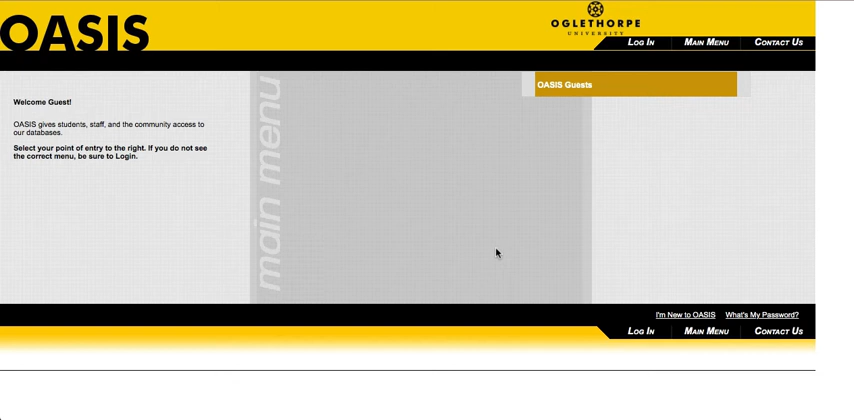 OASIS
OGLETHORPE
UNIVERSITY
LOG IN MAIN MENU CONTACT US
OASIS Guests
Welcome Guest!
OASIS gives students, staff, and the community access to
our databases.
Select your point of entry to the right. If you do not see
the correct menu, be sure to Login.
main menu
I'm New to OASIS What's My Password?
LOG IN MAIN MENU CONTACT US